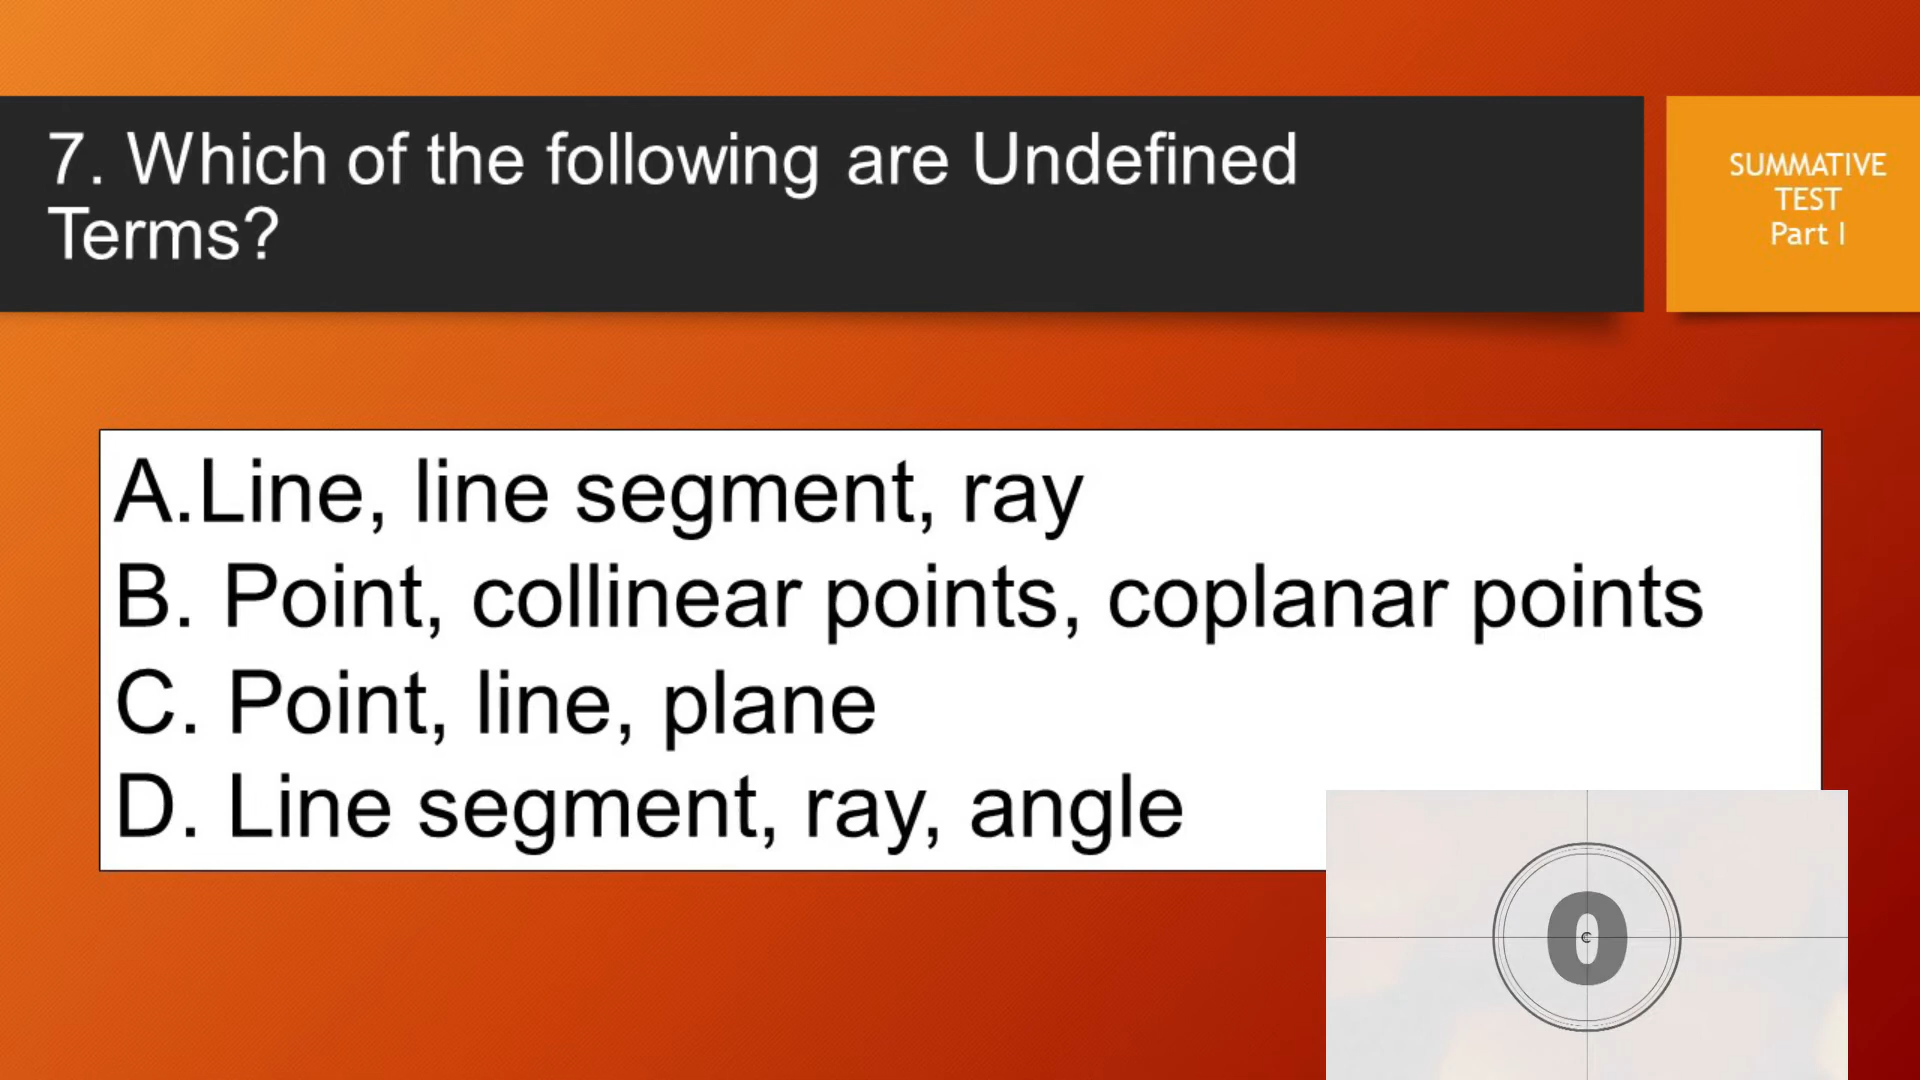 7. Which of the following are Undefined
Terms?
SUMMATIVE
TEST
Part I
A.Line, line segment, ray
B. Point, collinear points, coplanar points
C. Point, line, plane
D. Line segment, ray, angle
0